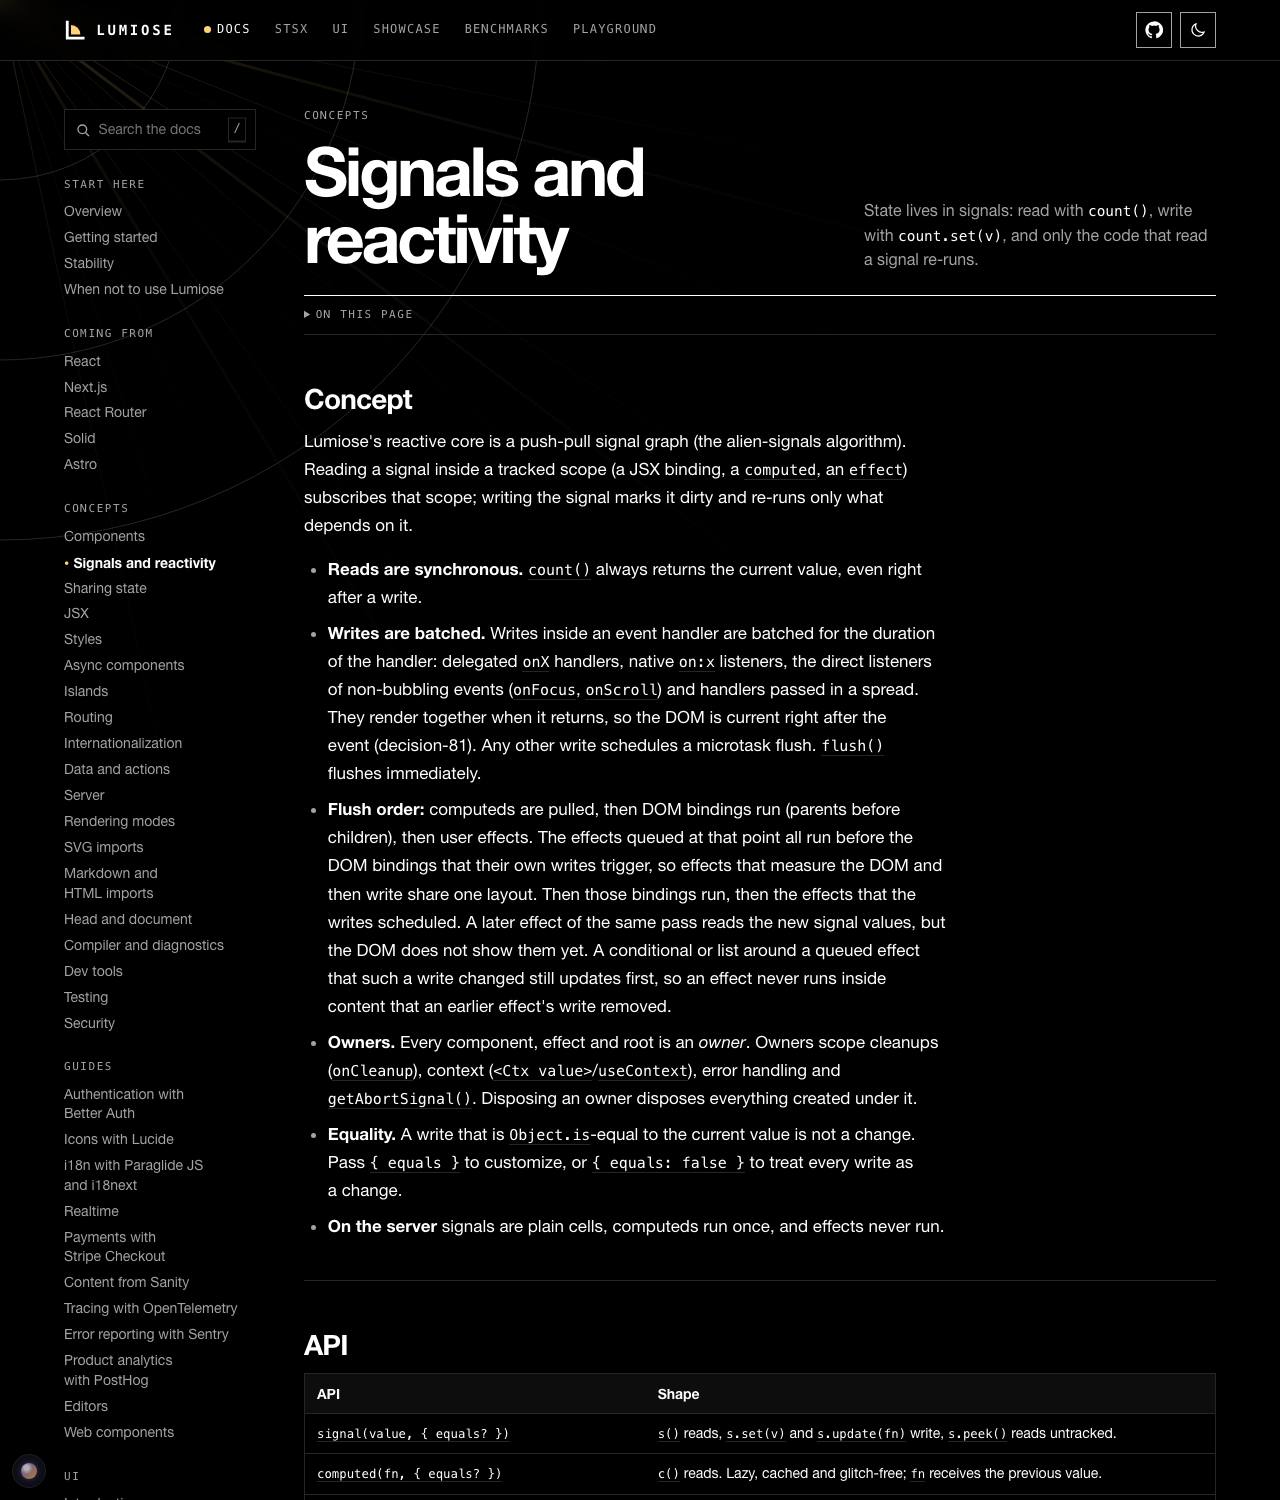 LUMIOSE
DOCS
STSX
UI
SHOWCASE
BENCHMARKS
PLAYGROUND
Search the docs
/
START HERE
Overview
Getting started
Stability
When not to use Lumiose
COMING FROM
React
Next.js
React Router
Solid
Astro
CONCEPTS
Components
• Signals and reactivity
Sharing state
JSX
Styles
Async components
Islands
Routing
Internationalization
Data and actions
Server
Rendering modes
SVG imports
Markdown and
HTML imports
Head and document
Compiler and diagnostics
Dev tools
Testing
Security
GUIDES
Authentication with
Better Auth
Icons with Lucide
i18n with Paraglide JS
and i18next
Realtime
Payments with
Stripe Checkout
Content from Sanity
Tracing with OpenTelemetry
Error reporting with Sentry
Product analytics
with PostHog
Editors
Web components
UI
CONCEPTS
Signals and
reactivity
State lives in signals: read with count(), write
with count.set(v), and only the code that read
a signal re-runs.
ON THIS PAGE
Concept
Lumiose's reactive core is a push-pull signal graph (the alien-signals algorithm).
Reading a signal inside a tracked scope (a JSX binding, a computed, an effect)
subscribes that scope; writing the signal marks it dirty and re-runs only what
depends on it.
• Reads are synchronous. count() always returns the current value, even right
after a write.
• Writes are batched. Writes inside an event handler are batched for the duration
of the handler: delegated onX handlers, native on:x listeners, the direct listeners
of non-bubbling events (onFocus, onScroll) and handlers passed in a spread.
They render together when it returns, so the DOM is current right after the
event (decision-81). Any other write schedules a microtask flush. flush()
flushes immediately.
• Flush order: computeds are pulled, then DOM bindings run (parents before
children), then user effects. The effects queued at that point all run before the
DOM bindings that their own writes trigger, so effects that measure the DOM and
then write share one layout. Then those bindings run, then the effects that the
writes scheduled. A later effect of the same pass reads the new signal values, but
the DOM does not show them yet. A conditional or list around a queued effect
that such a write changed still updates first, so an effect never runs inside
content that an earlier effect's write removed.
• Owners. Every component, effect and root is an owner. Owners scope cleanups
(onCleanup), context (<Ctx value>/useContext), error handling and
getAbortSignal(). Disposing an owner disposes everything created under it.
• Equality. A write that is Object.is-equal to the current value is not a change.
Pass { equals } to customize, or { equals: false } to treat every write as
a change.
• On the server signals are plain cells, computeds run once, and effects never run.
API
API
Shape
signal(value, { equals? })
s() reads, s.set(v) and s.update(fn) write, s.peek() reads untracked.
computed(fn, { equals? })
c() reads. Lazy, cached and glitch-free; fn receives the previous value.